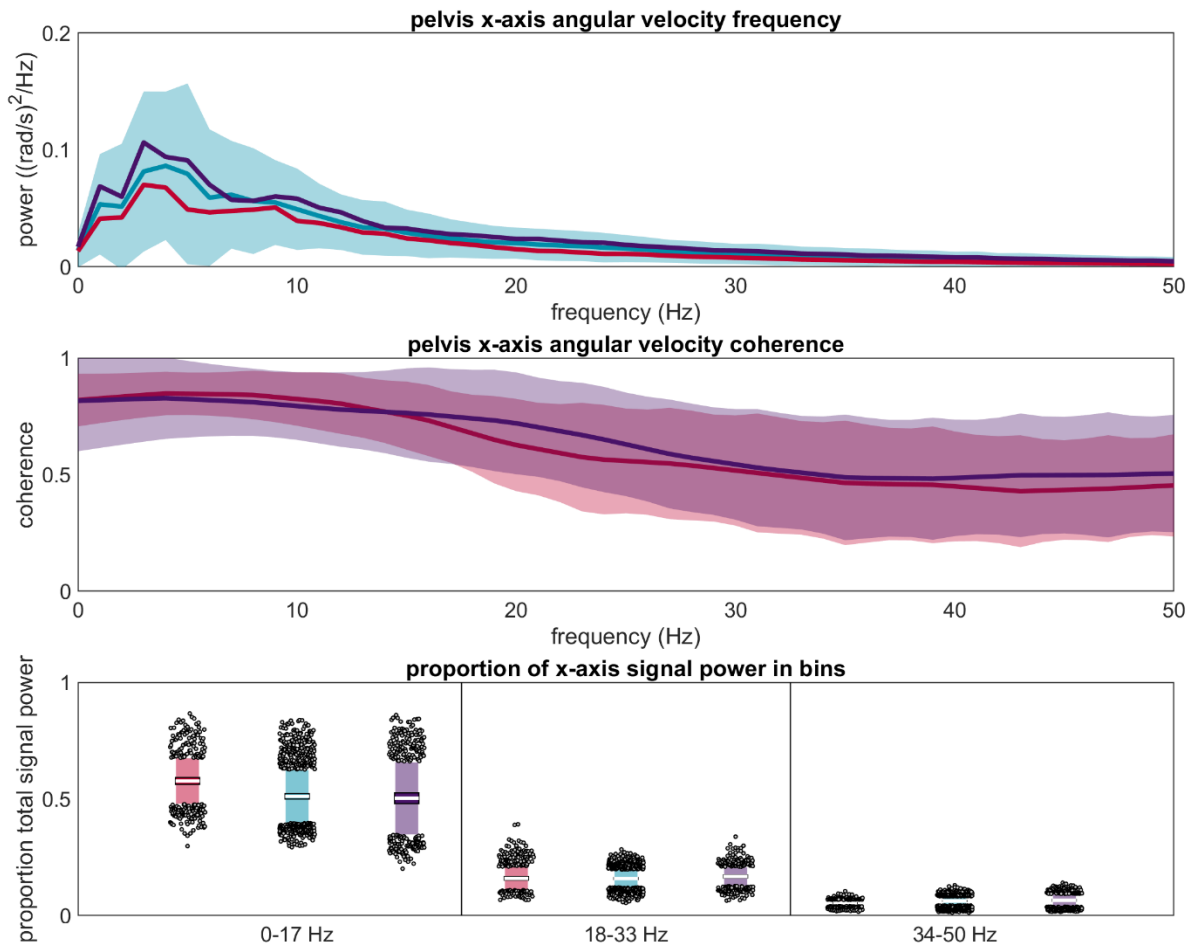 pelvis x-axis angular velocity frequency
power ((rad/s)^2/Hz)
0.2
0.1
0
0 10 20 30 40 50
frequency (Hz)
pelvis x-axis angular velocity coherence
coherence
1
0.5
0
0 10 20 30 40 50
frequency (Hz)
proportion of x-axis signal power in bins
proportion total signal power
1
0.5
0
0-17 Hz 18-33 Hz 34-50 Hz